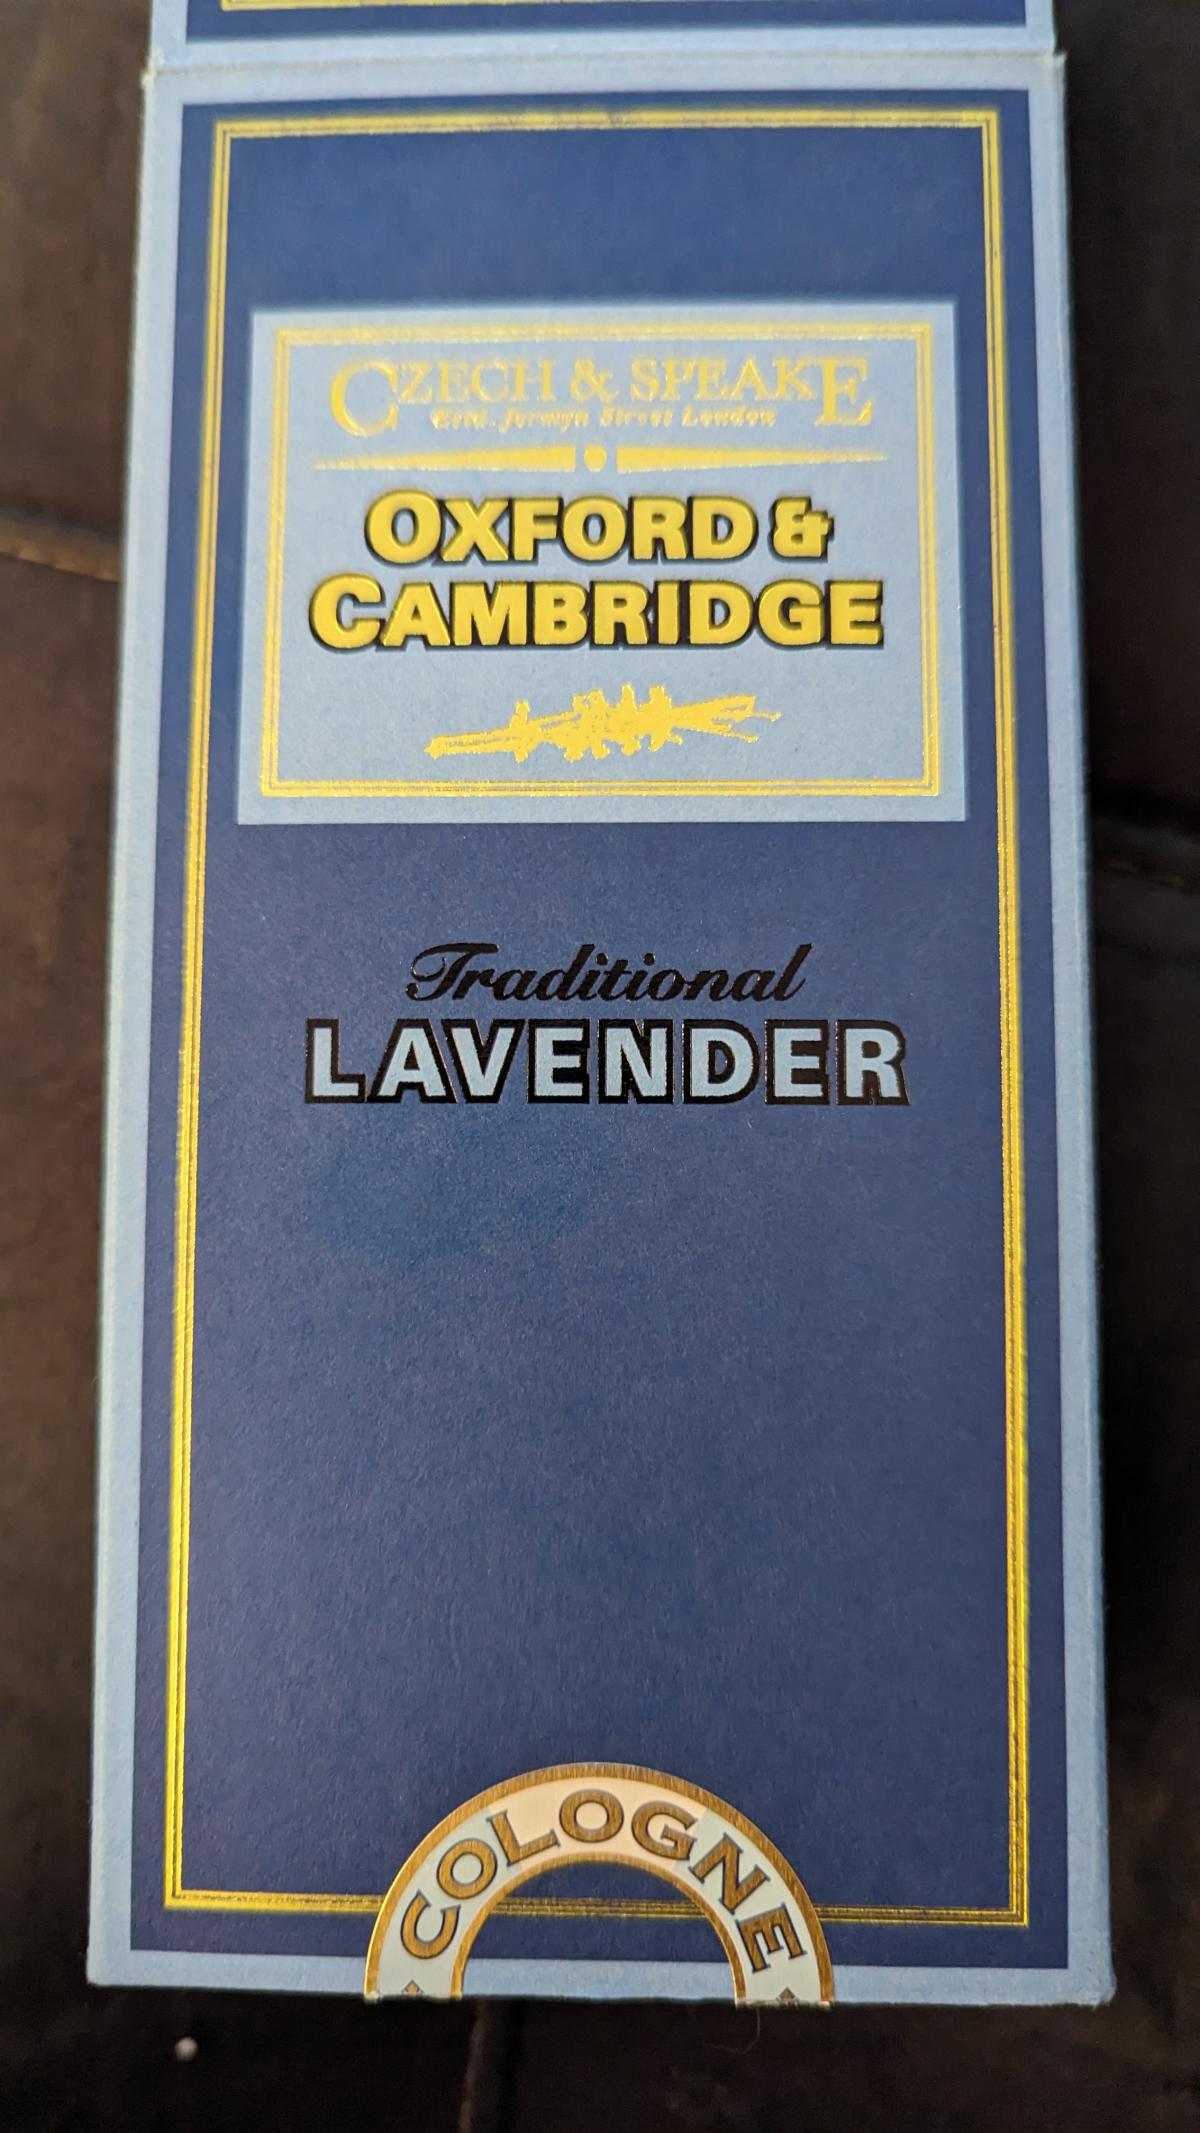 CZECH & SPEAKE
Estd. Jermyn Street London
OXFORD &
CAMBRIDGE
Traditional
LAVENDER
COLOGNE